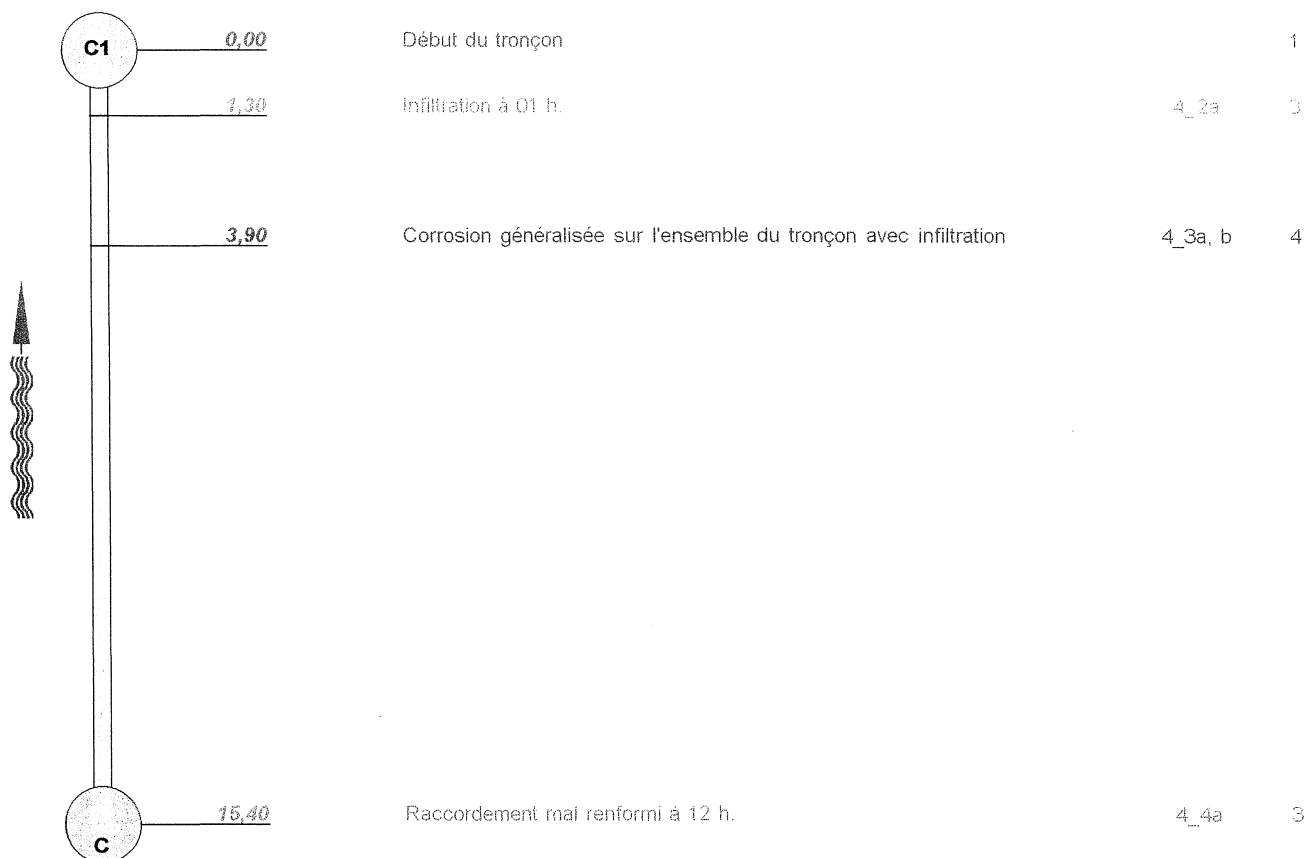 C1 0,00 Début du tronçon 1
1,30 Infiltration à 01 h. 4_2a 3
3,90 Corrosion généralisée sur l'ensemble du tronçon avec infiltration 4_3a, b 4
15,40 Raccordement mal renformi à 12 h. 4_4a 3
C